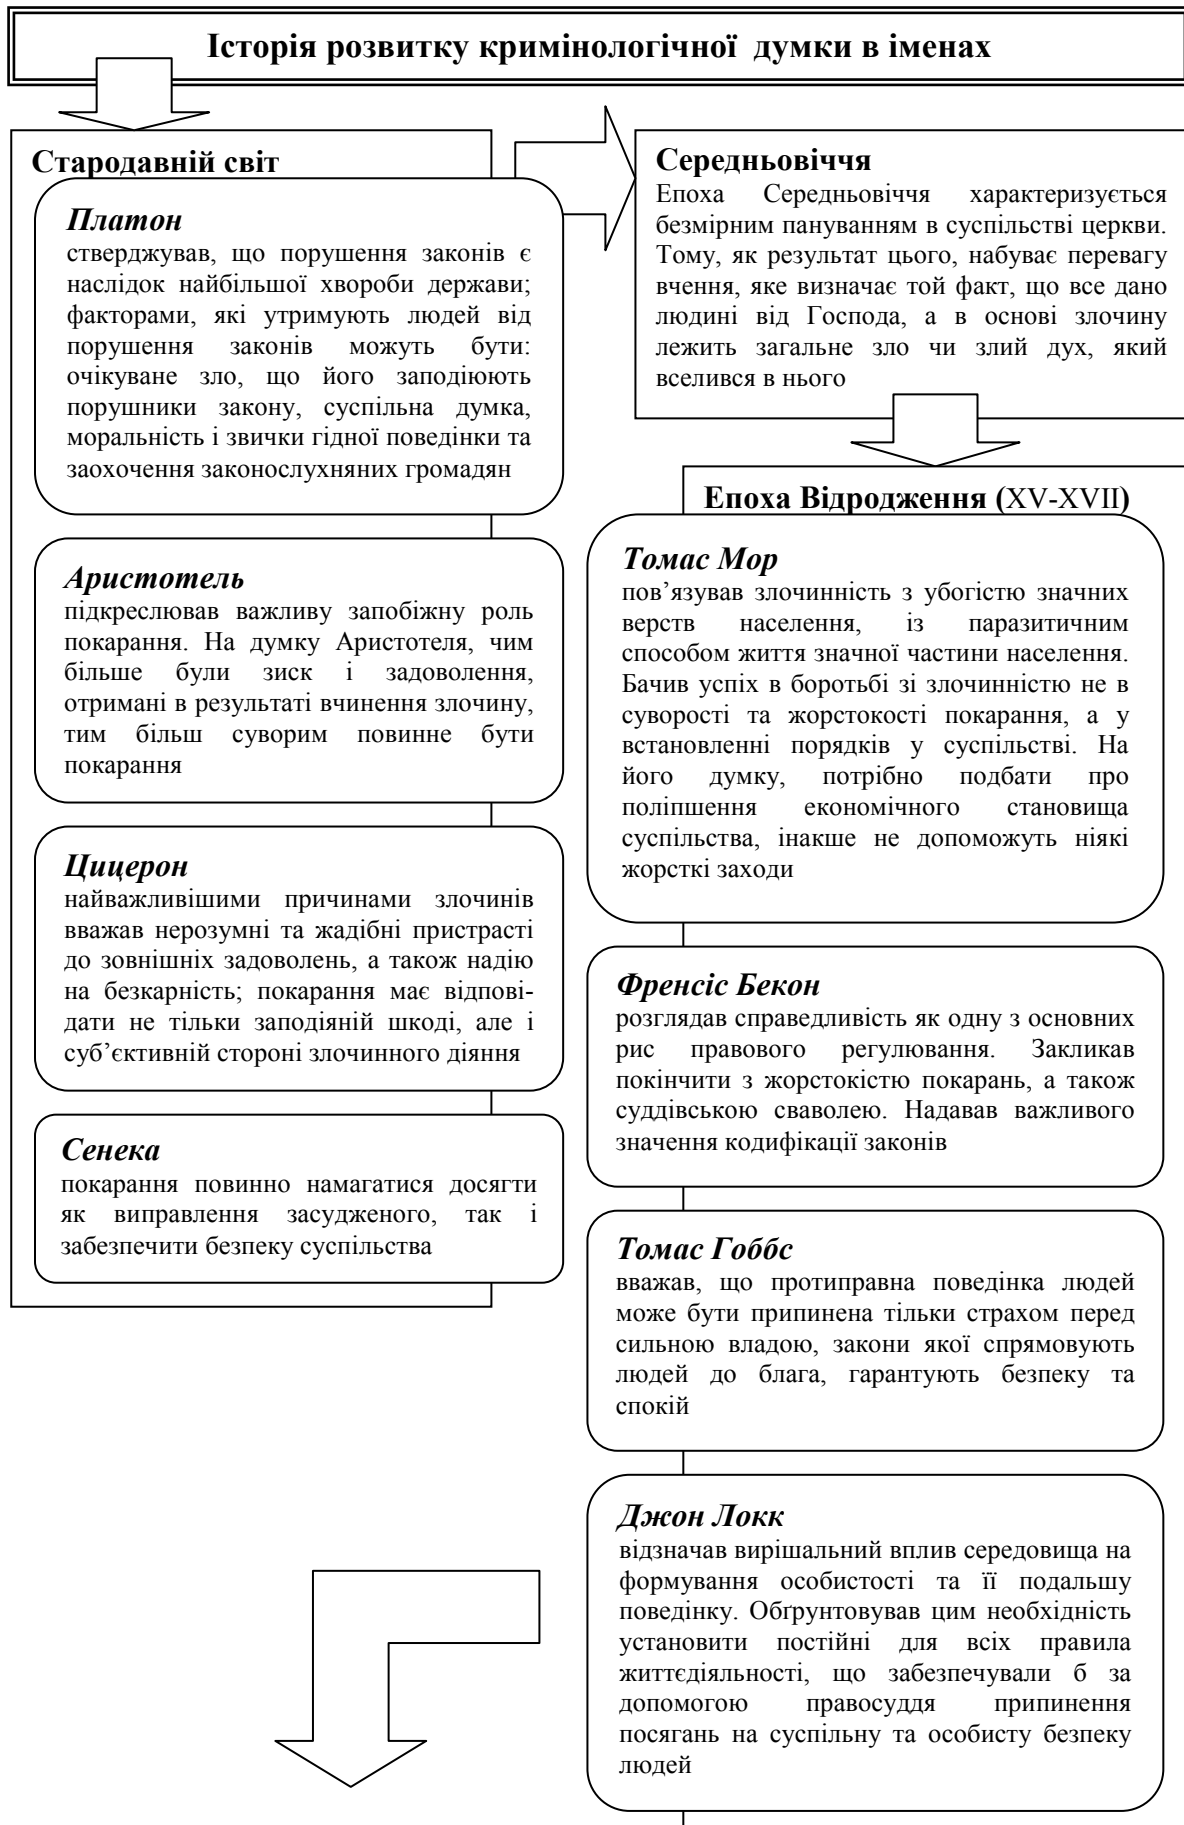 Історія розвитку кримінологічної думки в іменах
Стародавній світ
Платон
стверджував, що порушення законів є
наслідок найбільшої хвороби держави;
факторами, які утримують людей від
порушення законів можуть бути:
очікуване зло, що його заподіюють
порушники закону, суспільна думка,
моральність і звички гідної поведінки та
заохочення законослухняних громадян
Аристотель
підкреслював важливу запобіжну роль
покарання. На думку Аристотеля, чим
більше були зиск і задоволення,
отримані в результаті вчинення злочину,
тим більш суворим повинне бути
покарання
Цицерон
найважливішими причинами злочинів
вважав нерозумні та жадібні пристрасті
до зовнішніх задоволень, а також надію
на безкарність; покарання має відпові-
дати не тільки заподіяній шкоді, але і
суб’єктивній стороні злочинного діяння
Сенека
покарання повинно намагатися досягти
як виправлення засудженого, так і
забезпечити безпеку суспільства
Середньовіччя
Епоха Середньовіччя характеризується
безмірним пануванням в суспільстві церкви.
Тому, як результат цього, набуває перевагу
вчення, яке визначає той факт, що все дано
людині від Господа, а в основі злочину
лежить загальне зло чи злий дух, який
вселився в нього
Епоха Відродження (XV-XVII)
Томас Мор
пов’язував злочинність з убогістю значних
верств населення, із паразитичним
способом життя значної частини населення.
Бачив успіх в боротьбі зі злочинністю не в
суворості та жорстокості покарання, а у
встановленні порядків у суспільстві. На
його думку, потрібно подбати про
поліпшення економічного становища
суспільства, інакше не допоможуть ніякі
жорсткі заходи
Френсіс Бекон
розглядав справедливість як одну з основних
рис правового регулювання. Закликав
покінчити з жорстокістю покарань, а також
суддівською сваволею. Надавав важливого
значення кодифікації законів
Томас Гоббс
вважав, що протиправна поведінка людей
може бути припинена тільки страхом перед
сильною владою, закони якої спрямовують
людей до блага, гарантують безпеку та
спокій
Джон Локк
відзначав вирішальний вплив середовища на
формування особистості та її подальшу
поведінку. Обґрунтовував цим необхідність
установити постійні для всіх правила
життєдіяльності, що забезпечували б за
допомогою правосуддя припинення
посягань на суспільну та особисту безпеку
людей